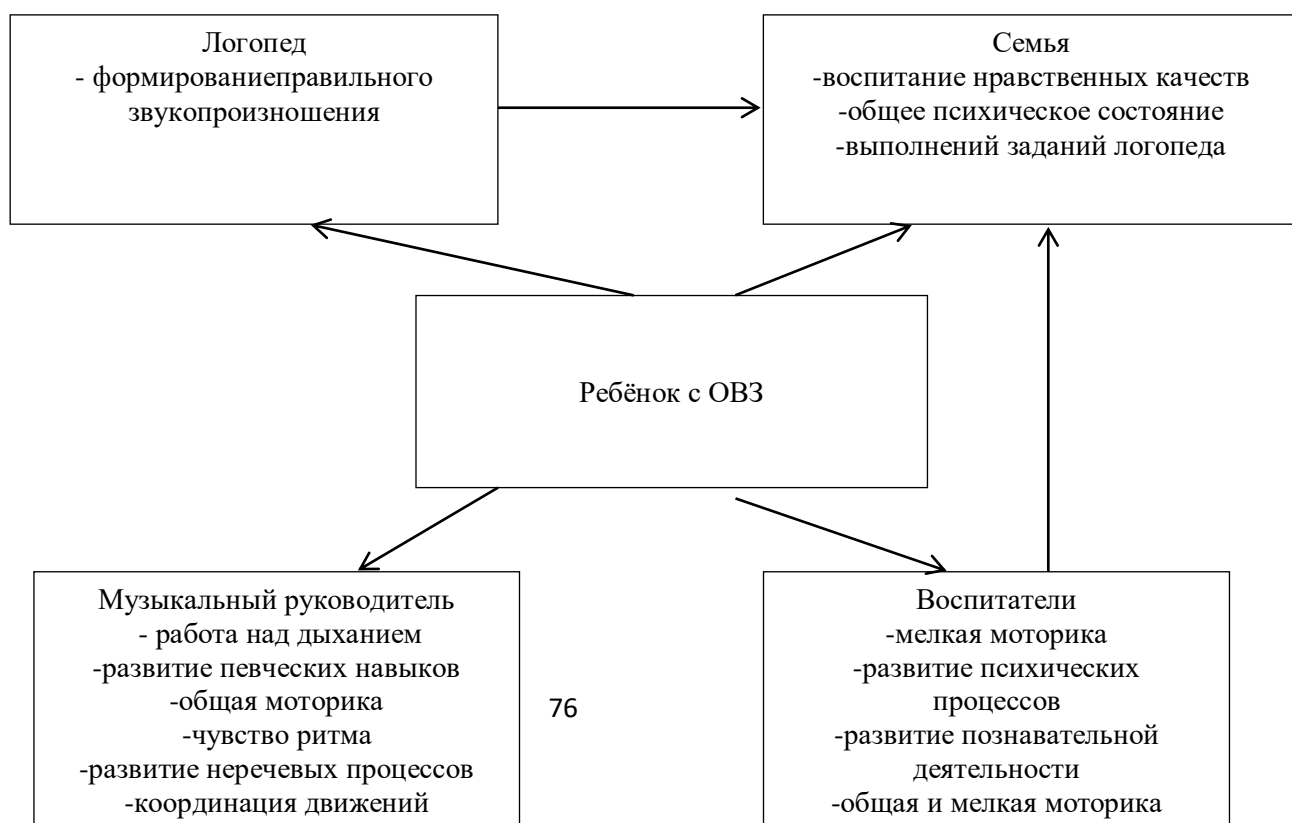 Логопед
- формированиеправильного
звукопроизношения
Семья
-воспитание нравственных качеств
-общее психическое состояние
-выполнений заданий логопеда
Ребёнок с ОВЗ
Музыкальный руководитель
- работа над дыханием
-развитие певческих навыков
-общая моторика
-чувство ритма
-развитие неречевых процессов
-координация движений
76
Воспитатели
-мелкая моторика
-развитие психических
процессов
-развитие познавательной
деятельности
-общая и мелкая моторика